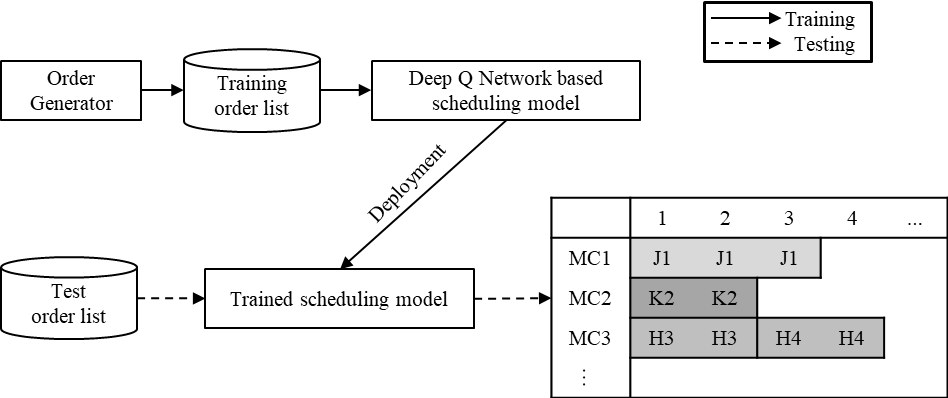 Training
Testing
Order
Generator
Training
order list
Deep Q Network based
scheduling model
Deployment
Test
order list
Trained scheduling model
1 2 3 4 ...
MC1 J1 J1 J1
MC2 K2 K2
MC3 H3 H3 H4 H4
⋮